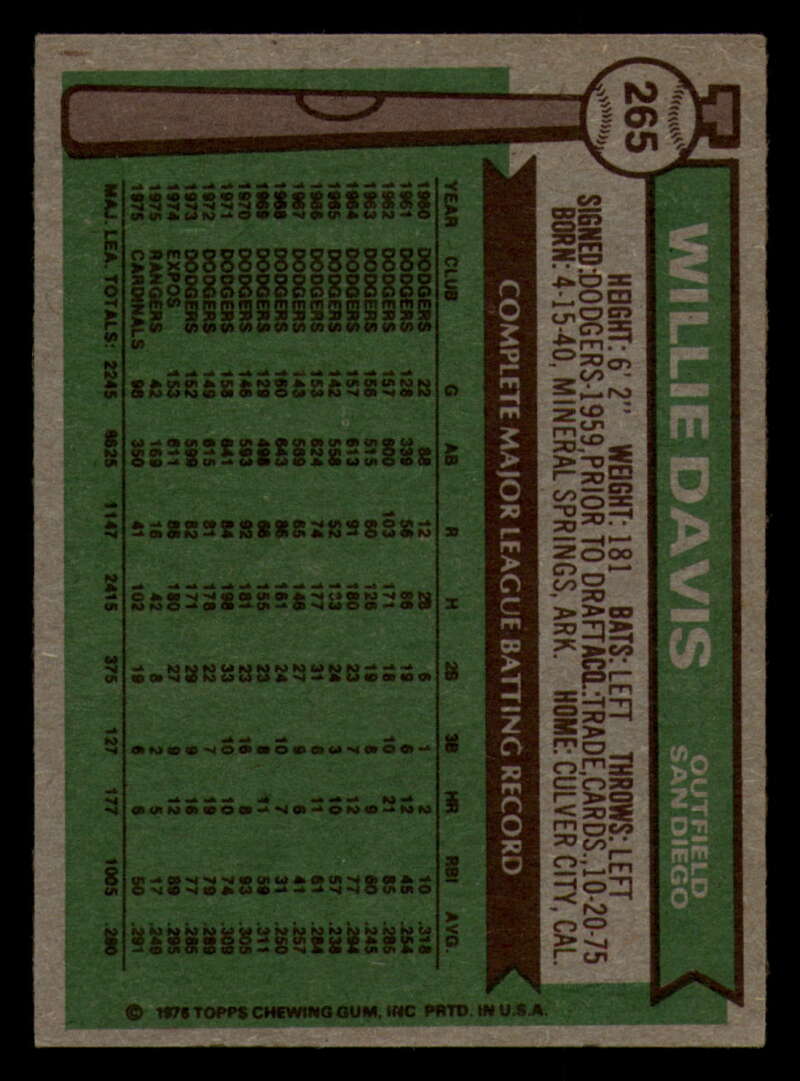 265
WILLIE DAVIS
OUTFIELD
SAN DIEGO
HEIGHT: 6' 2" WEIGHT: 181 BATS: LEFT THROWS: LEFT
SIGNED: DODGERS-1959, PRIOR TO DRAFT ACQ.: TRADE, CARDS., 10-20-75
BORN: 4-15-40, MINERAL SPRINGS, ARK. HOME: CULVER CITY, CAL.
COMPLETE MAJOR LEAGUE BATTING RECORD
YEAR CLUB G AB R H 2B 3B HR RBI AVG.
1960 DODGERS 22 88 12 28 6 1 2 10 .318
1961 DODGERS 128 339 56 86 19 6 12 45 .254
1962 DODGERS 157 600 103 171 18 10 21 85 .285
1963 DODGERS 156 515 60 126 19 8 9 60 .245
1964 DODGERS 157 613 91 180 23 7 12 77 .294
1965 DODGERS 142 558 52 133 24 3 10 57 .238
1966 DODGERS 153 624 74 177 31 6 11 61 .284
1967 DODGERS 143 569 65 146 27 9 6 41 .257
1968 DODGERS 160 643 86 161 24 10 7 31 .250
1969 DODGERS 129 498 66 155 23 8 11 59 .311
1970 DODGERS 146 593 92 181 23 16 8 93 .305
1971 DODGERS 158 641 84 198 33 10 10 74 .309
1972 DODGERS 149 615 81 178 22 7 19 79 .289
1973 DODGERS 152 599 82 171 29 9 16 77 .285
1974 EXPOS 153 611 86 180 27 9 12 89 .295
1975 RANGERS 42 169 16 42 8 2 5 17 .249
1975 CARDINALS 98 350 41 102 19 6 6 50 .291
MAJ. LEA. TOTALS: 2245 8625 1147 2415 375 127 177 1005 .280
© 1976 TOPPS CHEWING GUM, INC PRTD. IN U.S.A.